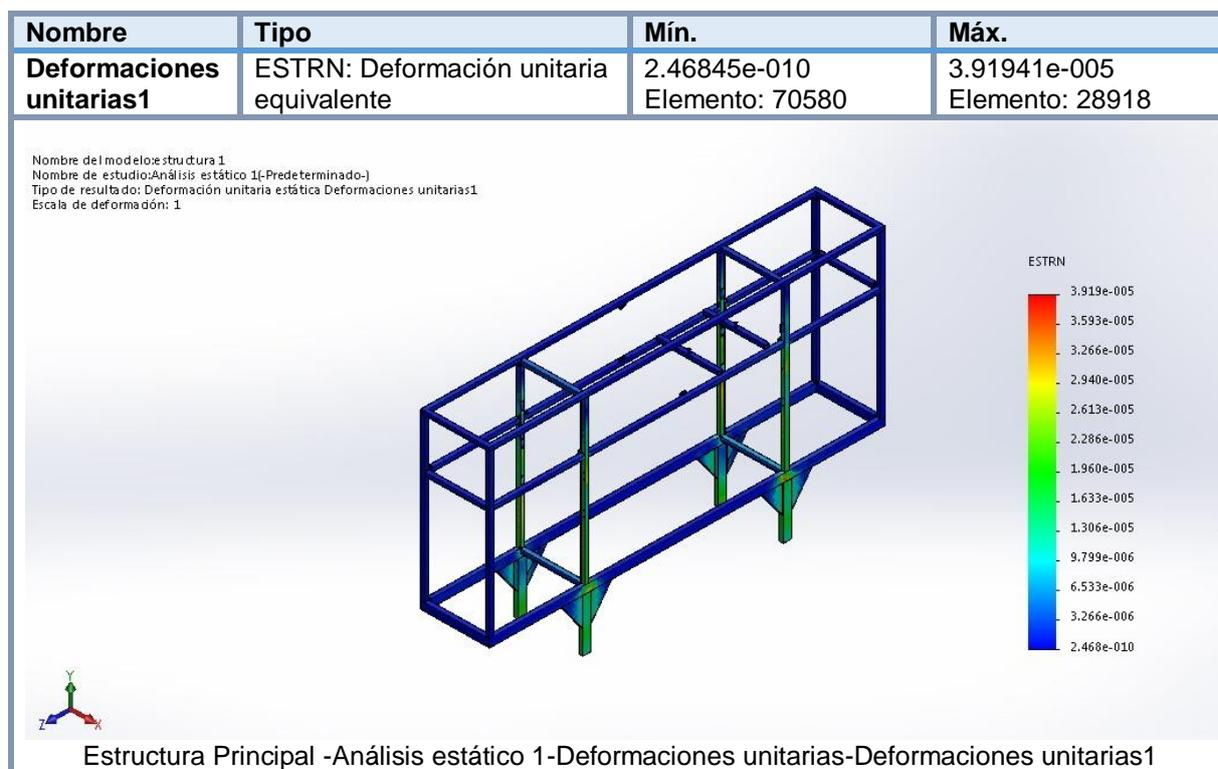 Nombre Tipo Mín. Máx.
Deformaciones unitarias1 ESTRN: Deformación unitaria equivalente 2.46845e-010 Elemento: 70580 3.91941e-005 Elemento: 28918
Nombre del modelo:estructura 1
Nombre de estudio:Análisis estático 1(-Predeterminado-)
Tipo de resultado: Deformación unitaria estática Deformaciones unitarias1
Escala de deformación: 1
ESTRN
3.919e-005
3.593e-005
3.266e-005
2.940e-005
2.613e-005
2.286e-005
1.960e-005
1.633e-005
1.306e-005
9.799e-006
6.533e-006
3.266e-006
2.468e-010
Y
Z
X
Estructura Principal -Análisis estático 1-Deformaciones unitarias-Deformaciones unitarias1